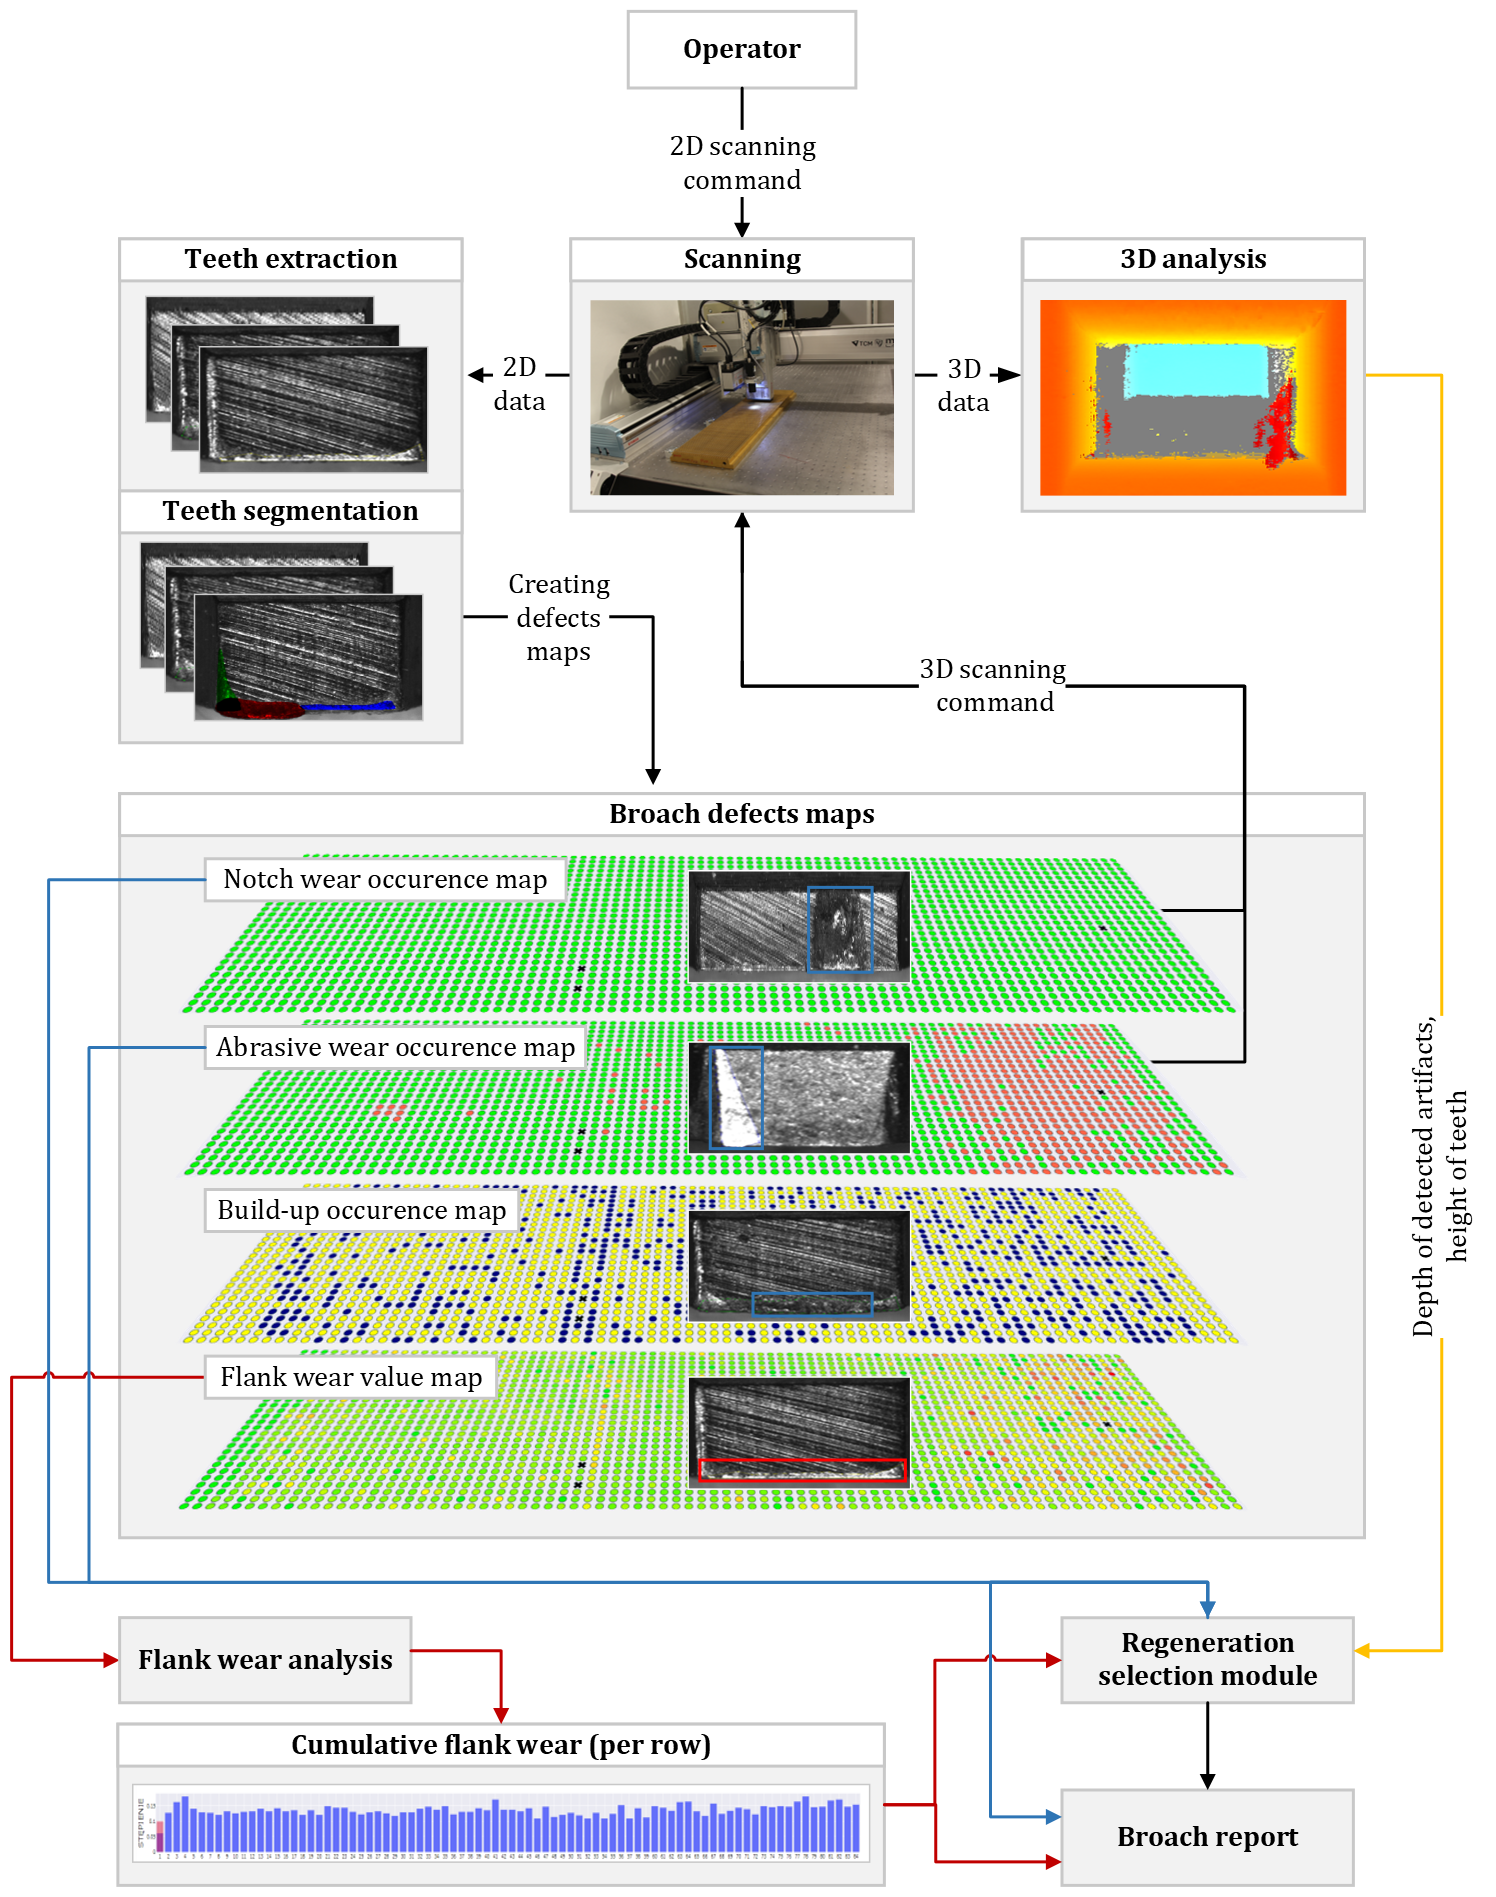 Operator
2D scanning
command
Teeth extraction
Scanning
3D analysis
TCM
2D
data
3D
data
Teeth segmentation
Creating
defects
maps
3D scanning
command
Broach defects maps
Notch wear occurence map
Abrasive wear occurence map
Build-up occurence map
Flank wear value map
Depth of detected artifacts,
height of teeth
Flank wear analysis
Regeneration
selection module
Cumulative flank wear (per row)
STĘPIENIE
Broach report